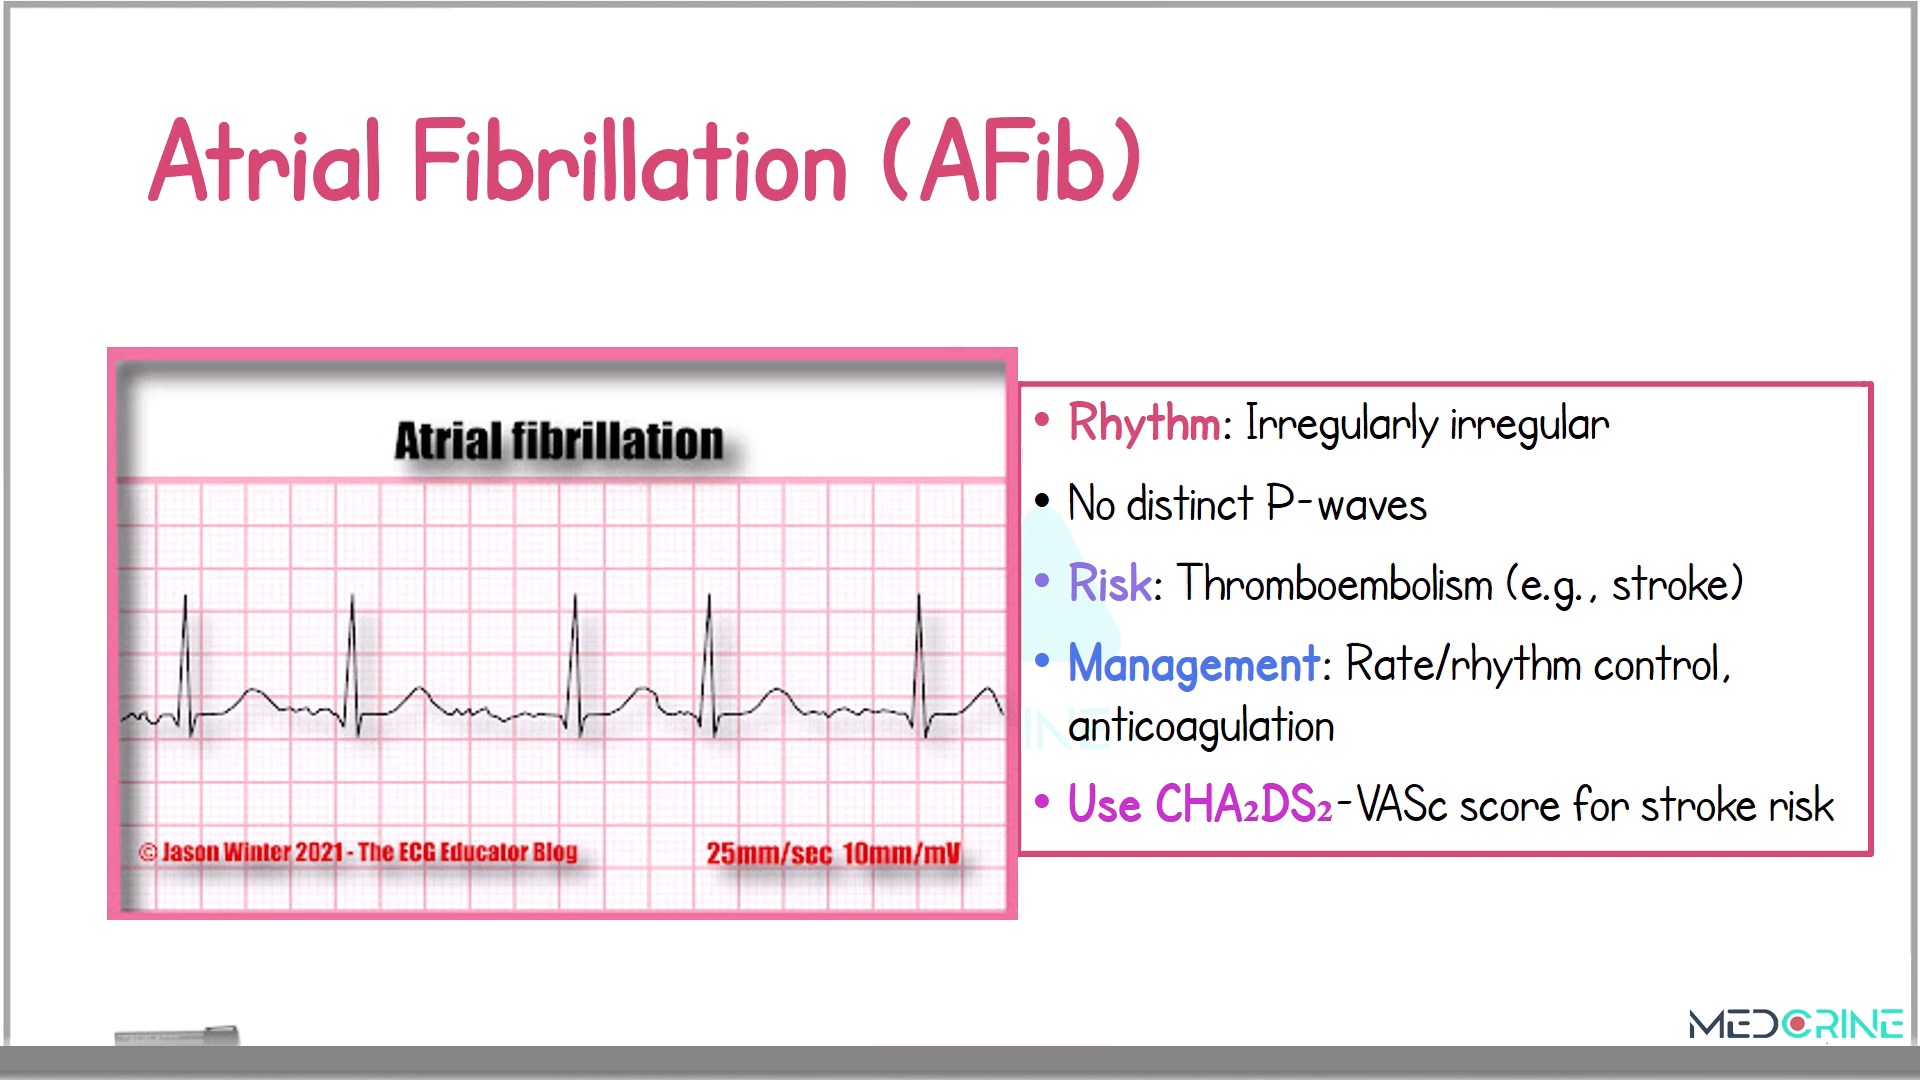 Atrial Fibrillation (AFib)
Atrial fibrillation
© Jason Winter 2021 - The ECG Educator Blog
25mm/sec 10mm/mV
• Rhythm: Irregularly irregular
• No distinct P-waves
• Risk: Thromboembolism (e.g., stroke)
• Management: Rate/rhythm control,
anticoagulation
• Use CHA₂DS₂-VASc score for stroke risk
MEDCRINE